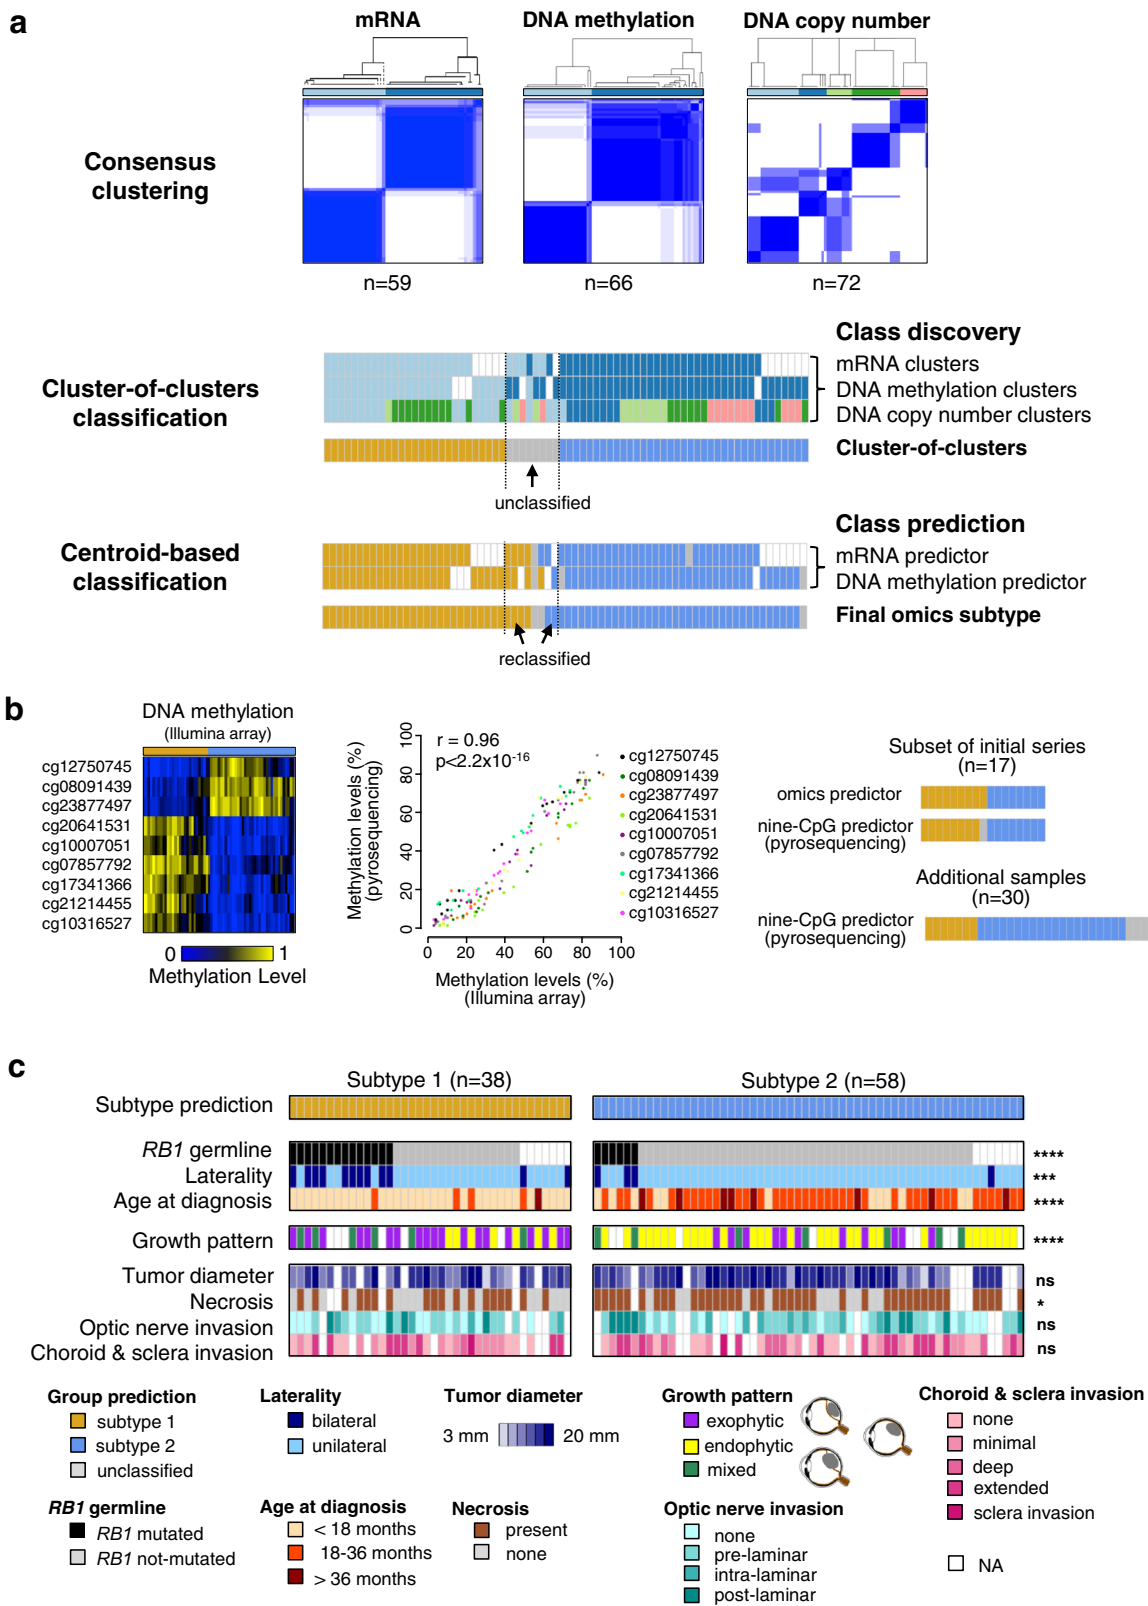 a
mRNA
DNA methylation
DNA copy number
Consensus
clustering
n=59
n=66
n=72
Class discovery
Cluster-of-clusters
classification
mRNA clusters
DNA methylation clusters
DNA copy number clusters
Cluster-of-clusters
unclassified
Class prediction
Centroid-based
classification
mRNA predictor
DNA methylation predictor
Final omics subtype
reclassified
b
DNA methylation
(Illumina array)
cg12750745
cg08091439
cg23877497
cg20641531
cg10007051
cg07857792
cg17341366
cg21214455
cg10316527
0
1
Methylation Level
Methylation levels (%)
(pyrosequencing)
100
80
60
40
20
0
r = 0.96
p<2.2x10-16
0 20 40 60 80 100
Methylation levels (%)
(Illumina array)
cg12750745
cg08091439
cg23877497
cg20641531
cg10007051
cg07857792
cg17341366
cg21214455
cg10316527
Subset of initial series
(n=17)
omics predictor
nine-CpG predictor
(pyrosequencing)
Additional samples
(n=30)
nine-CpG predictor
(pyrosequencing)
c
Subtype 1 (n=38)
Subtype 2 (n=58)
Subtype prediction
RB1 germline
****
Laterality
***
Age at diagnosis
****
Growth pattern
****
Tumor diameter
ns
Necrosis
*
Optic nerve invasion
ns
Choroid & sclera invasion
ns
Group prediction
subtype 1
subtype 2
unclassified
Laterality
bilateral
unilateral
Tumor diameter
3 mm
20 mm
Growth pattern
exophytic
endophytic
mixed
Choroid & sclera invasion
none
minimal
deep
extended
sclera invasion
RB1 germline
RB1 mutated
RB1 not-mutated
Age at diagnosis
< 18 months
18-36 months
> 36 months
Necrosis
present
none
Optic nerve invasion
none
pre-laminar
intra-laminar
post-laminar
NA